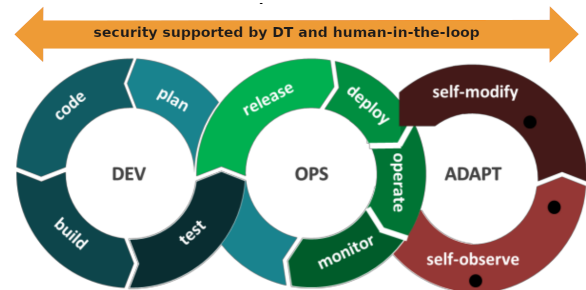 security supported by DT and human-in-the-loop
code
plan
DEV
build
test
release
deploy
OPS
operate
monitor
self-modify
ADAPT
self-observe